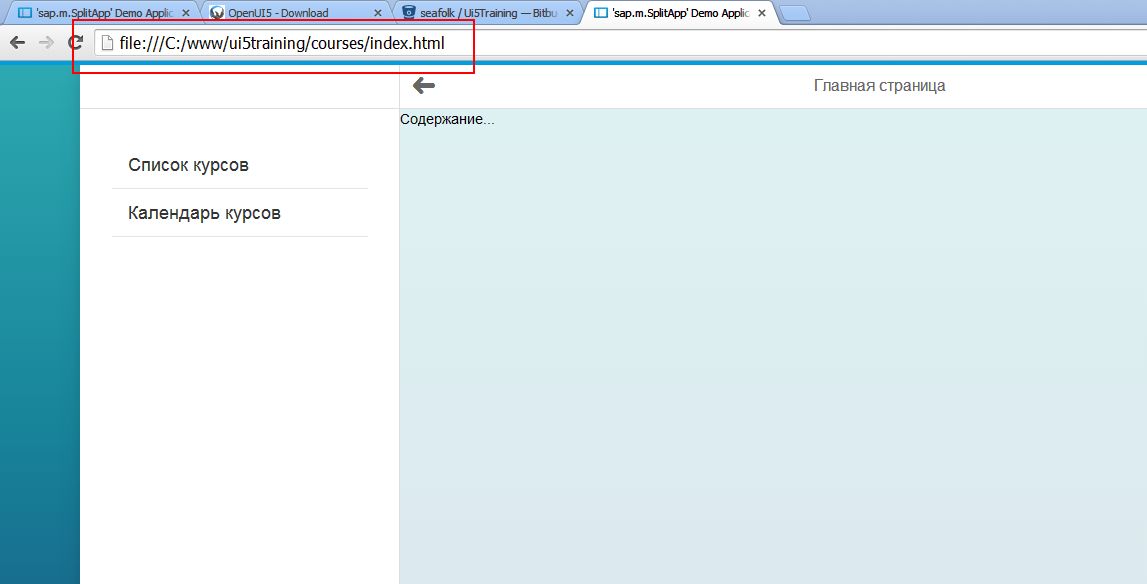 'sap.m.SplitApp' Demo Applic
OpenUI5 - Download
seafolk / Ui5Training — Bitbu
'sap.m.SplitApp' Demo Applic
file:///C:/www/ui5training/courses/index.html
Главная страница
Содержание...
Список курсов
Календарь курсов